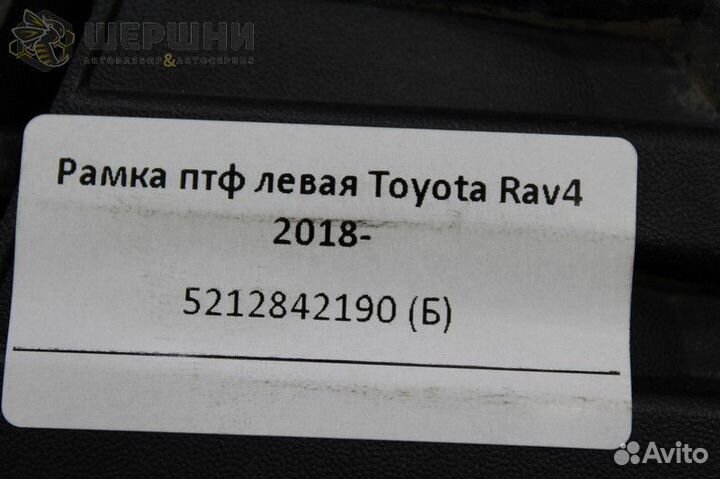 ШЕРШНИ
АВТОРАЗБОР&АВТОСЕРВИС
Рамка птф левая Toyota Rav4
2018-
5212842190 (Б)
Avito